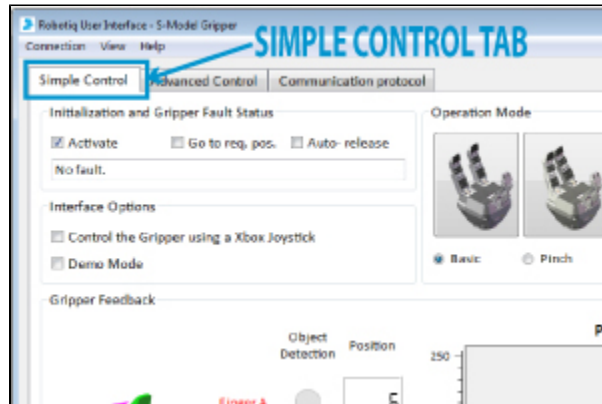 Robotiq User Interface - S-Model Gripper
Connection View Help
SIMPLE CONTROL TAB
Simple Control Advanced Control Communication protocol
Initialization and Gripper Fault Status
Operation Mode
Activate Go to req. pos. Auto- release
No fault.
Interface Options
Control the Gripper using a Xbox Joystick
Demo Mode
Basic Pinch
Gripper Feedback
Object
Detection
Position
250
Finger A